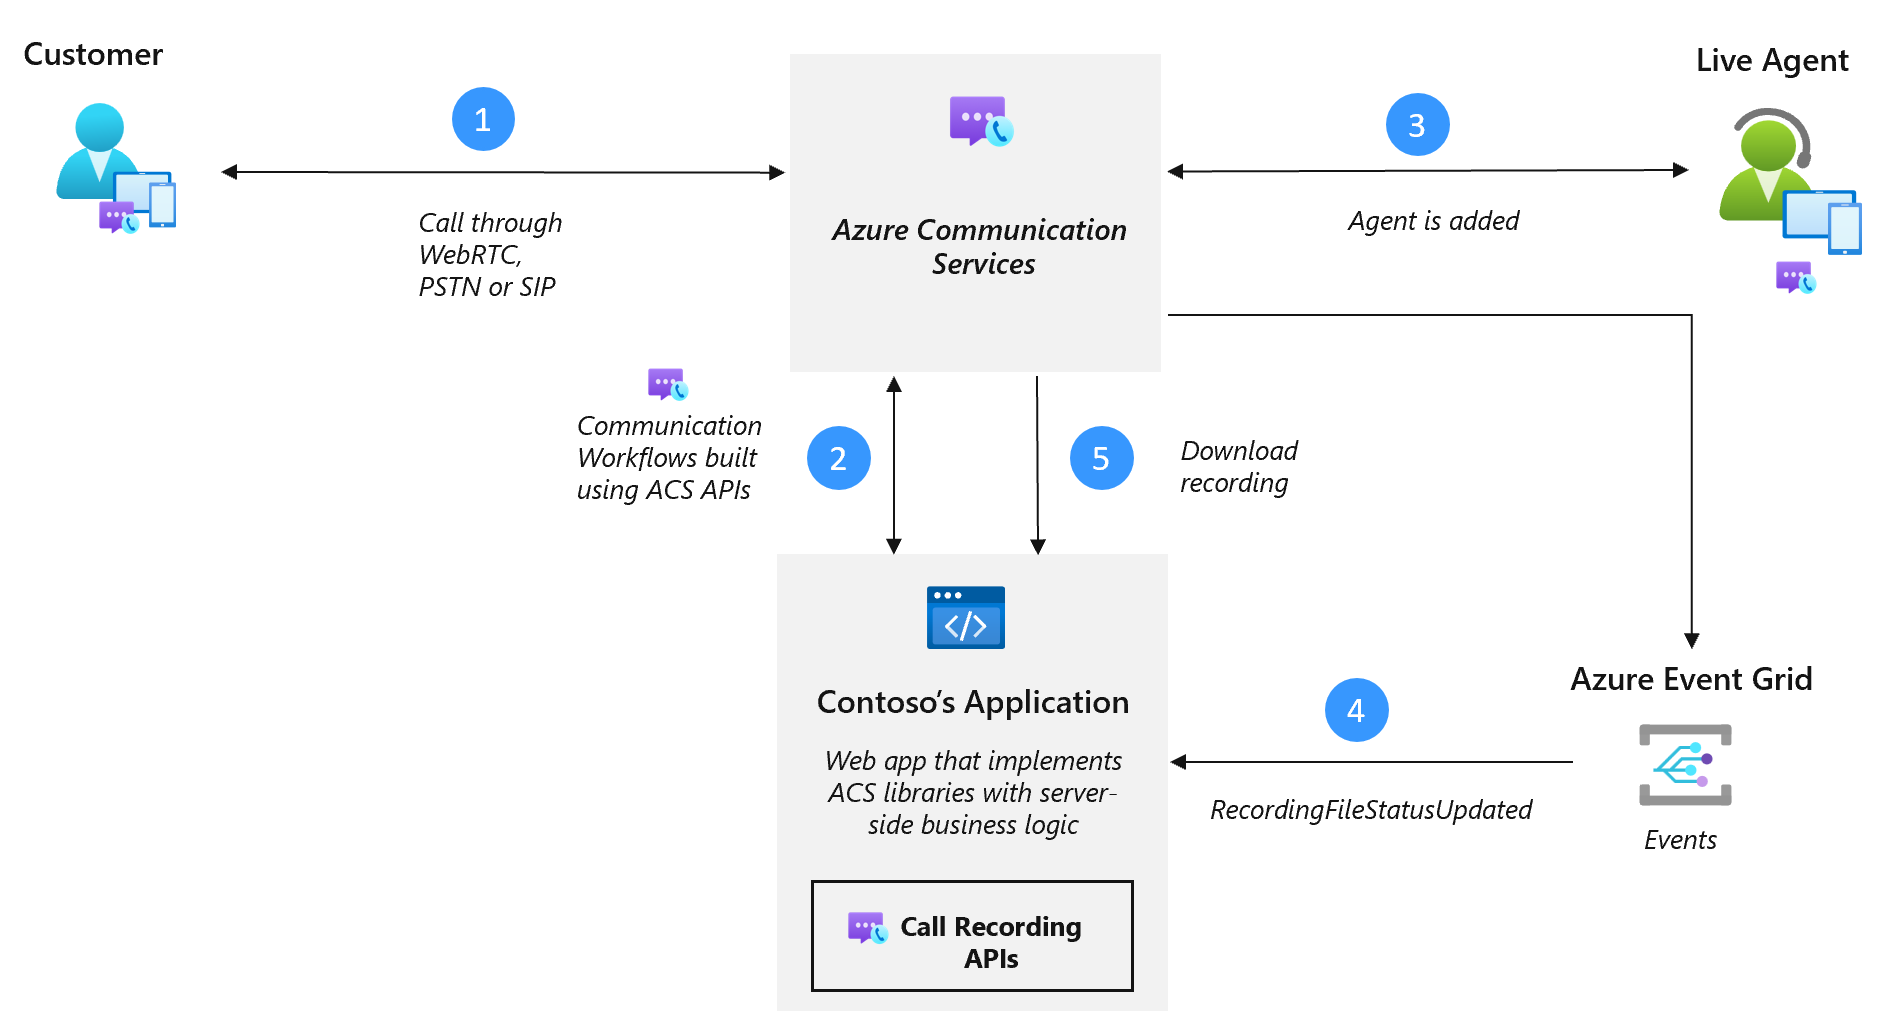 Customer
1
Call through
WebRTC,
PSTN or SIP
Azure Communication
Services
3
Agent is added
Live Agent
Communication
Workflows built
using ACS APIs
2
5
Download
recording
Contoso’s Application
Web app that implements
ACS libraries with server-
side business logic
Call Recording
APIs
4
RecordingFileStatusUpdated
Azure Event Grid
Events